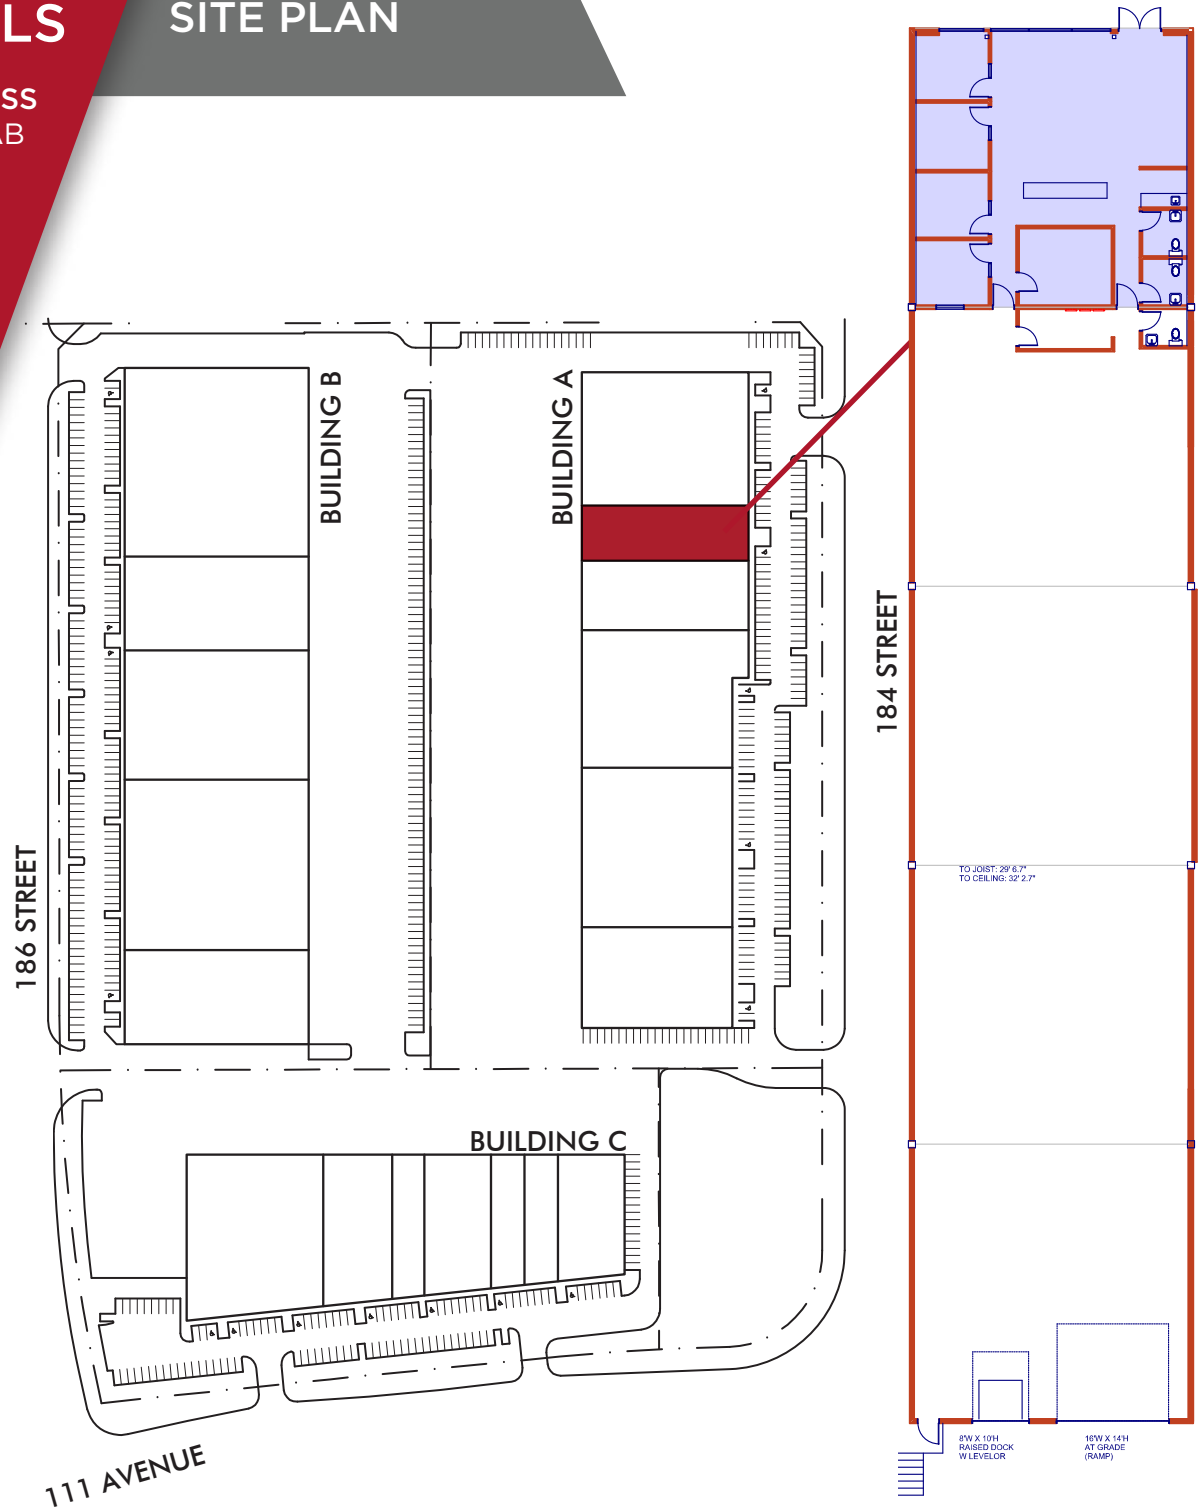 LS
SITE PLAN
SS
AB
BUILDING B
BUILDING A
184 STREET
186 STREET
TO JOIST: 29' 6.7"
TO CEILING: 32' 2.7"
BUILDING C
111 AVENUE
8'W X 10'H
RAISED DOCK
W LEVELOR
16'W X 14'H
AT GRADE
(RAMP)